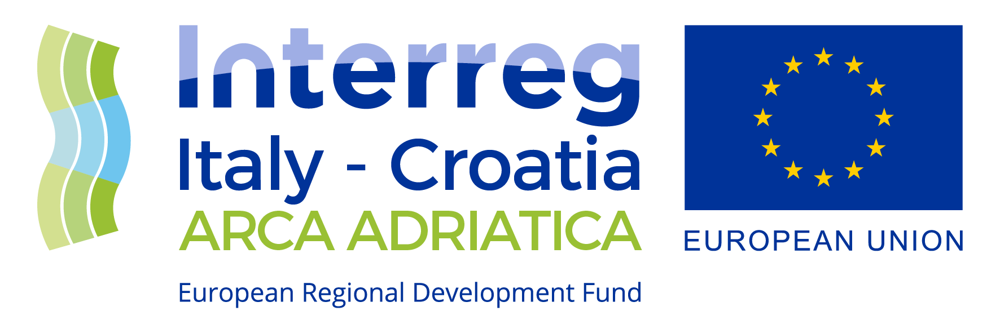 Interreg
Italy - Croatia
ARCA ADRIATICA
European Regional Development Fund
EUROPEAN UNION